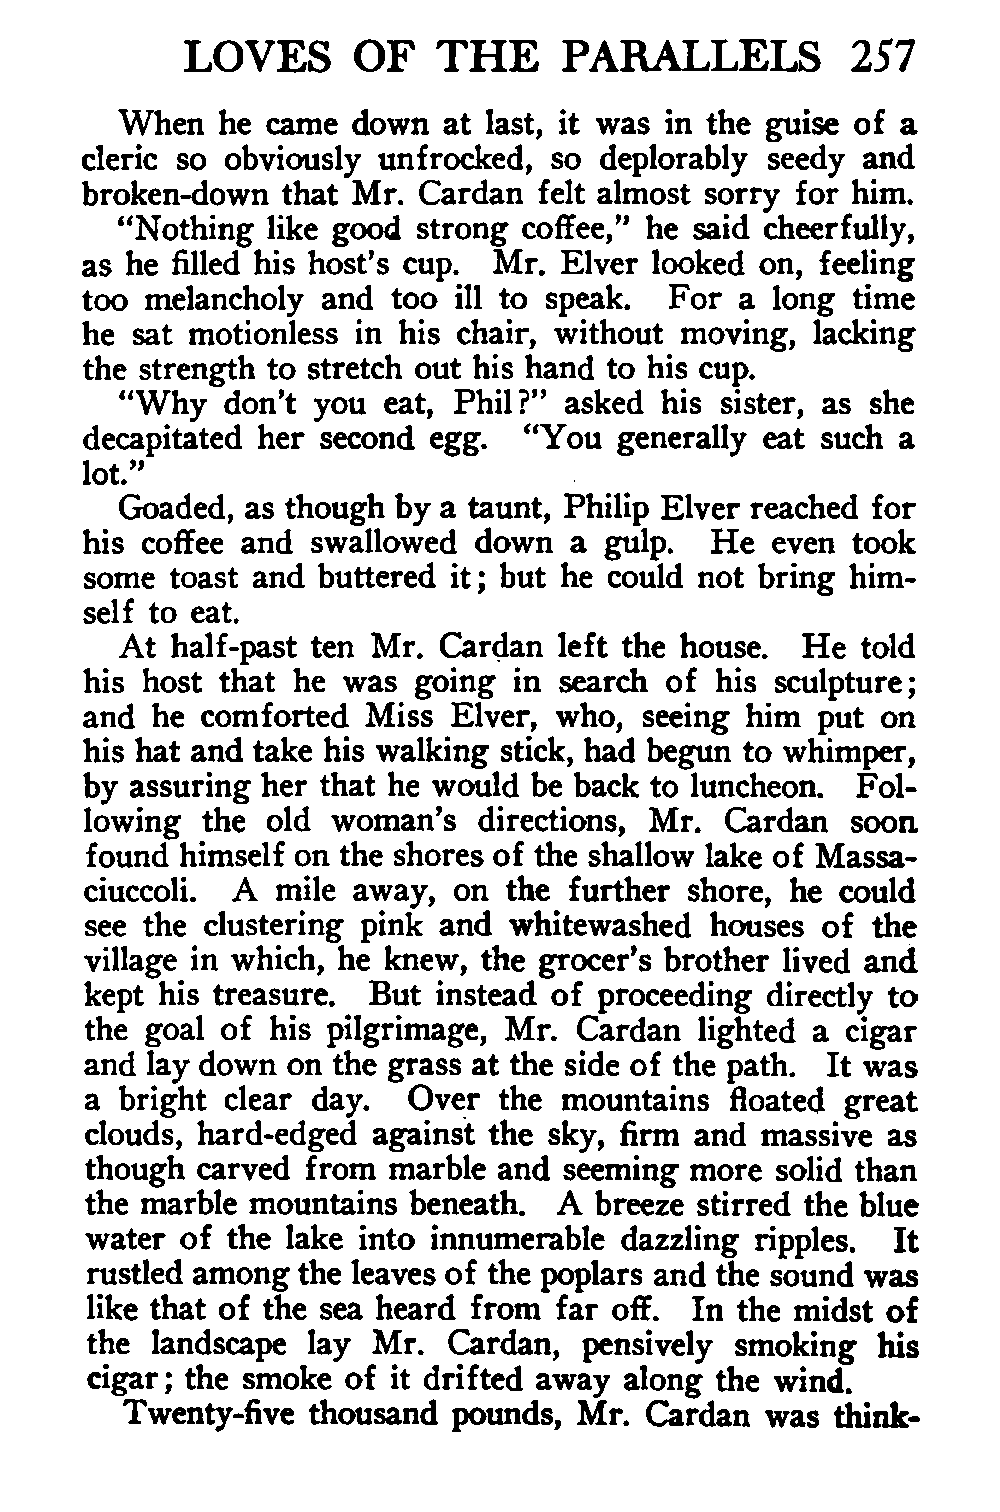 LOVES OF THE PARALLELS 257
When he came down at last, it was in the guise of a
cleric so obviously unfrocked, so deplorably seedy and
broken-down that Mr. Cardan felt almost sorry for him.
"Nothing like good strong coffee," he said cheerfully,
as he filled his host's cup. Mr. Elver looked on, feeling
too melancholy and too ill to speak. For a long time
he sat motionless in his chair, without moving, lacking
the strength to stretch out his hand to his cup.
"Why don't you eat, Phil?" asked his sister, as she
decapitated her second egg. "You generally eat such a
lot."
Goaded, as though by a taunt, Philip Elver reached for
his coffee and swallowed down a gulp. He even took
some toast and buttered it; but he could not bring him-
self to eat.
At half-past ten Mr. Cardan left the house. He told
his host that he was going in search of his sculpture;
and he comforted Miss Elver, who, seeing him put on
his hat and take his walking stick, had begun to whimper,
by assuring her that he would be back to luncheon. Fol-
lowing the old woman's directions, Mr. Cardan soon
found himself on the shores of the shallow lake of Massa-
ciuccoli. A mile away, on the further shore, he could
see the clustering pink and whitewashed houses of the
village in which, he knew, the grocer's brother lived and
kept his treasure. But instead of proceeding directly to
the goal of his pilgrimage, Mr. Cardan lighted a cigar
and lay down on the grass at the side of the path. It was
a bright clear day. Over the mountains floated great
clouds, hard-edged against the sky, firm and massive as
though carved from marble and seeming more solid than
the marble mountains beneath. A breeze stirred the blue
water of the lake into innumerable dazzling ripples. It
rustled among the leaves of the poplars and the sound was
like that of the sea heard from far off. In the midst of
the landscape lay Mr. Cardan, pensively smoking his
cigar; the smoke of it drifted away along the wind.
Twenty-five thousand pounds, Mr. Cardan was think-